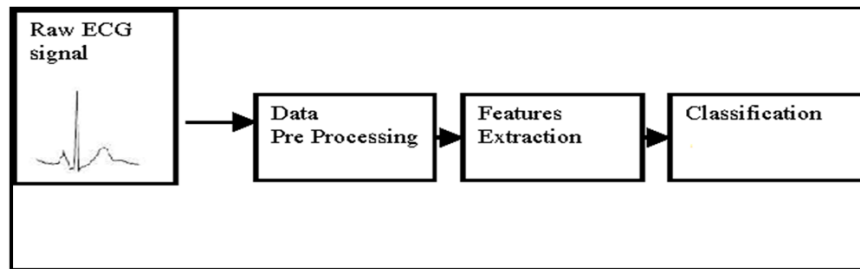 Raw ECG
signal
Data
Pre Processing
Features
Extraction
Classification